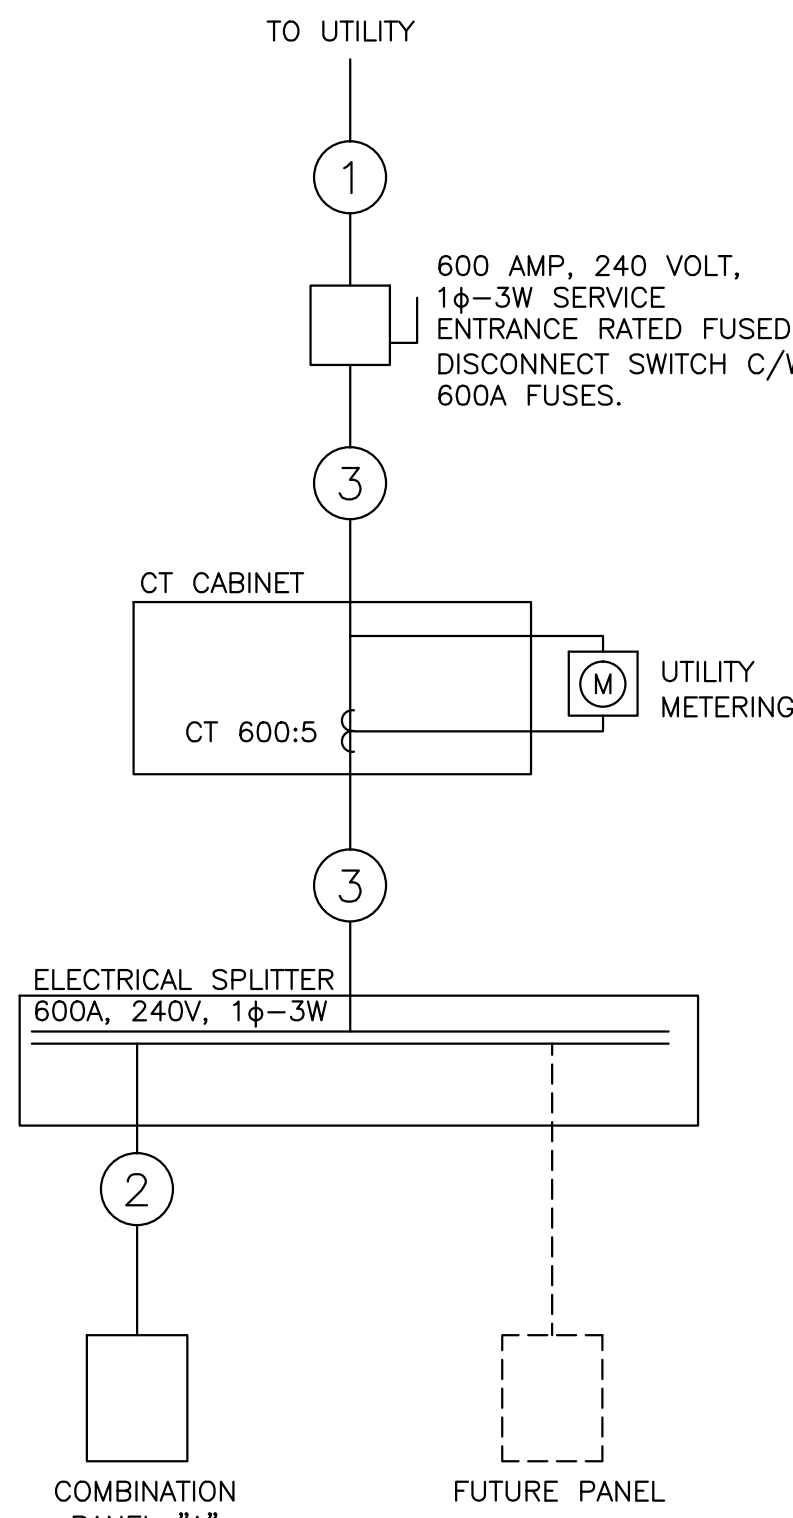 TO UTILITY
1
600 AMP, 240 VOLT,
1ϕ-3W SERVICE
ENTRANCE RATED FUSED
DISCONNECT SWITCH C/W
600A FUSES.
3
CT CABINET
M
UTILITY
METERING
CT 600:5
3
ELECTRICAL SPLITTER
600A, 240V, 1ϕ-3W
2
COMBINATION
PANEL "A"
FUTURE PANEL